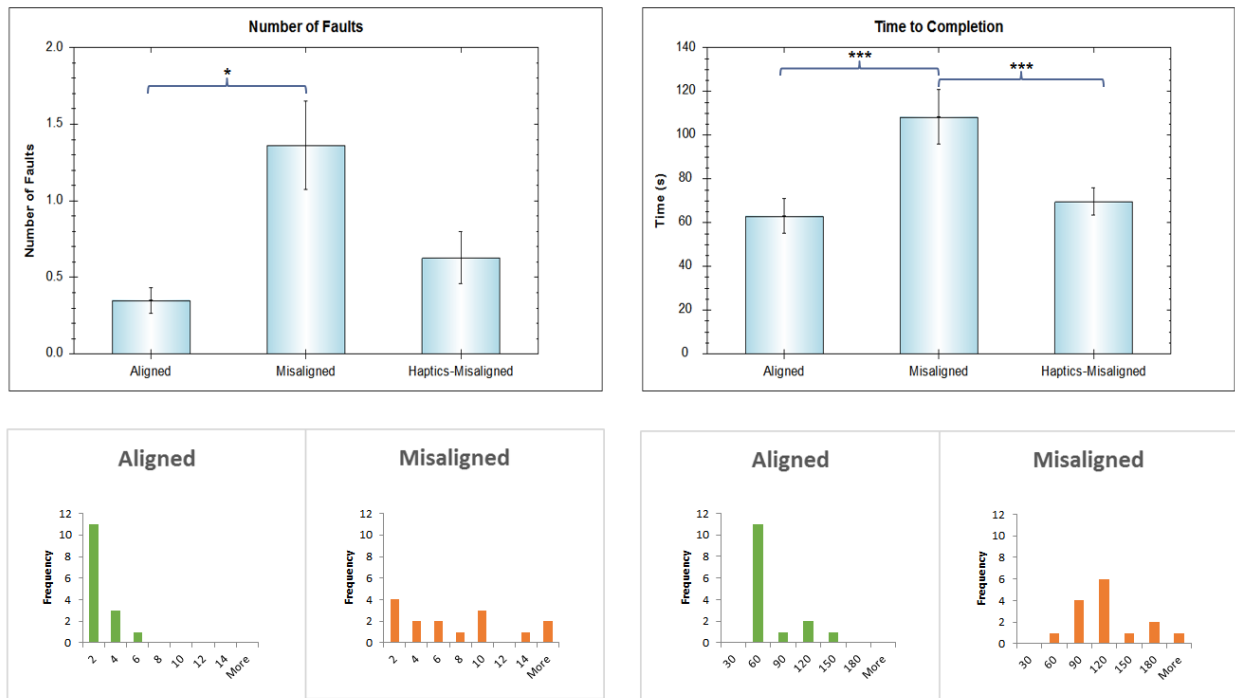 Number of Faults
Number of Faults
2.0
1.5
1.0
0.5
0.0
*
Aligned Misaligned Haptics-Misaligned
Time to Completion
Time (s)
140
120
100
80
60
40
20
0
*** ***
Aligned Misaligned Haptics-Misaligned
Aligned
Frequency
12
10
8
6
4
2
0
2 4 6 8 10 12 14 More
Misaligned
Frequency
12
10
8
6
4
2
0
2 4 6 8 10 12 14 More
Aligned
Frequency
12
10
8
6
4
2
0
30 60 90 120 150 180 More
Misaligned
Frequency
12
10
8
6
4
2
0
30 60 90 120 150 180 More